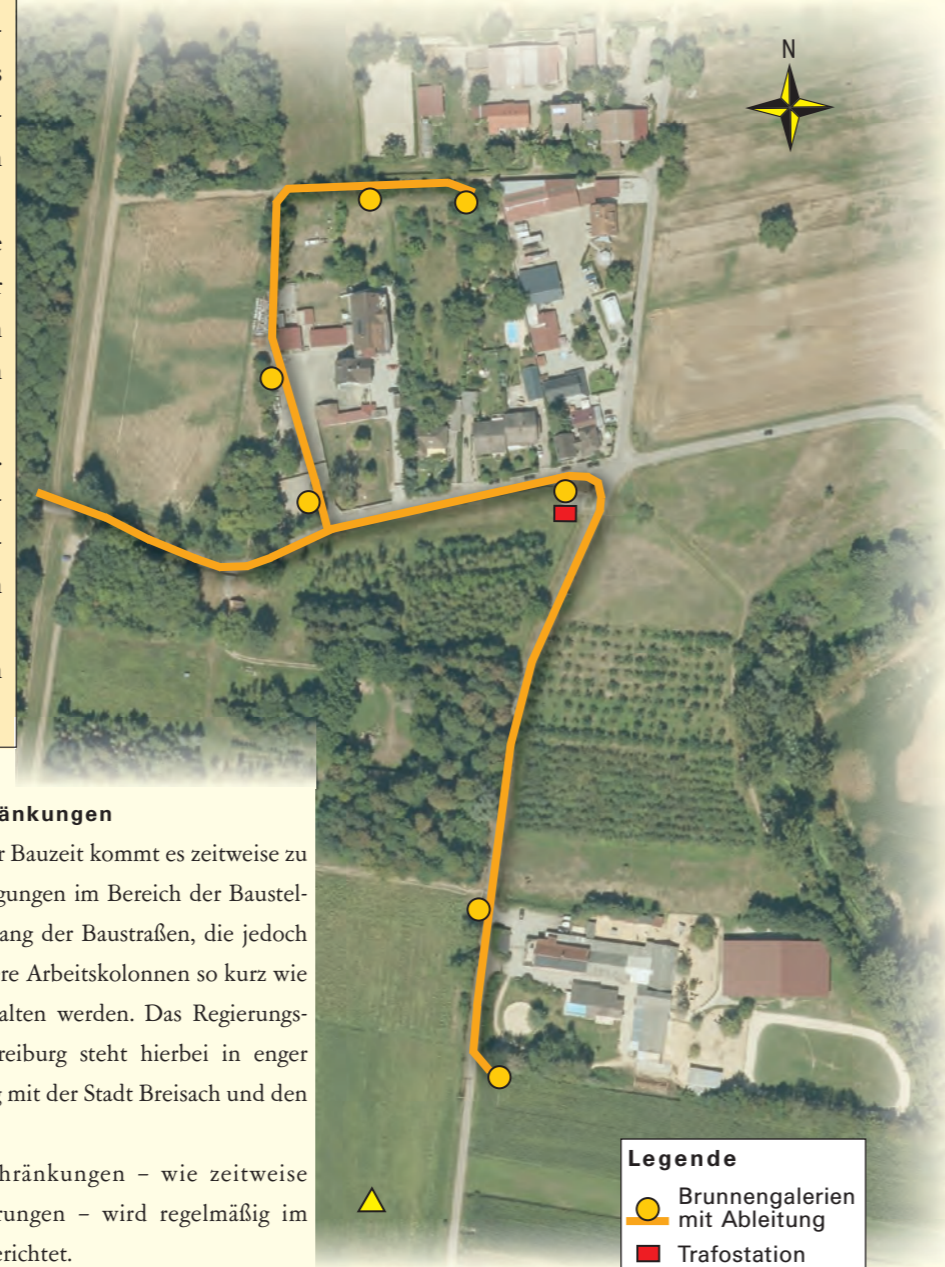 N
änkungen
r Bauzeit kommt es zeitweise zu
gungen im Bereich der Baustel-
ang der Baustraßen, die jedoch
ere Arbeitskolonnen so kurz wie
alten werden. Das Regierungs-
reiburg steht hierbei in enger
g mit der Stadt Breisach und den
hränkungen – wie zeitweise
rungen – wird regelmäßig im
erichtet.
Legende
Brunnengalerien
mit Ableitung
Trafostation